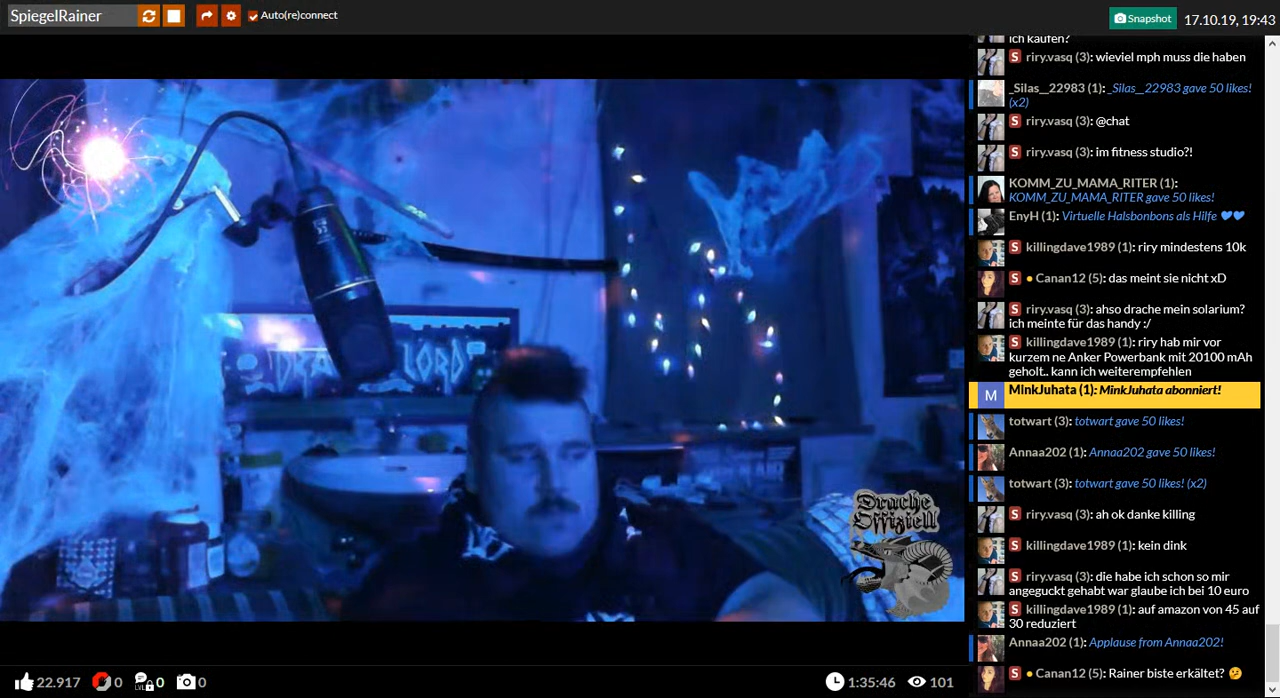 SpiegelRainer
Auto(re)connect
Snapshot
17.10.19, 19:43
LORD
Drache
Offiziell
ich kaufen?
S riry.vasq (3): wieviel mph muss die haben
_Silas__22983 (1): _Silas__22983 gave 50 likes!
(x2)
S riry.vasq (3): @chat
S riry.vasq (3): im fitness studio?!
KOMM_ZU_MAMA_RITER (1):
KOMM_ZU_MAMA_RITER gave 50 likes!
EnyH (1): Virtuelle Halsbonbons als Hilfe 💙💙
S killingdave1989 (1): riry mindestens 10k
S Canan12 (5): das meint sie nicht xD
S riry.vasq (3): ahso drache mein solarium?
ich meinte für das handy :/
S killingdave1989 (1): riry hab mir vor
kurzem ne Anker Powerbank mit 20100 mAh
geholt.. kann ich weiterempfehlen
M MinkJuhata (1): MinkJuhata abonniert!
totwart (3): totwart gave 50 likes!
Annaa202 (1): Annaa202 gave 50 likes!
totwart (3): totwart gave 50 likes! (x2)
S riry.vasq (3): ah ok danke killing
S killingdave1989 (1): kein dink
S riry.vasq (3): die habe ich schon so mir
angeguckt gehabt war glaube ich bei 10 euro
S killingdave1989 (1): auf amazon von 45 auf
30 reduziert
Annaa202 (1): Applause from Annaa202!
S Canan12 (5): Rainer biste erkältet? 🤔
22.917
0
LVL
0
0
1:35:46
101